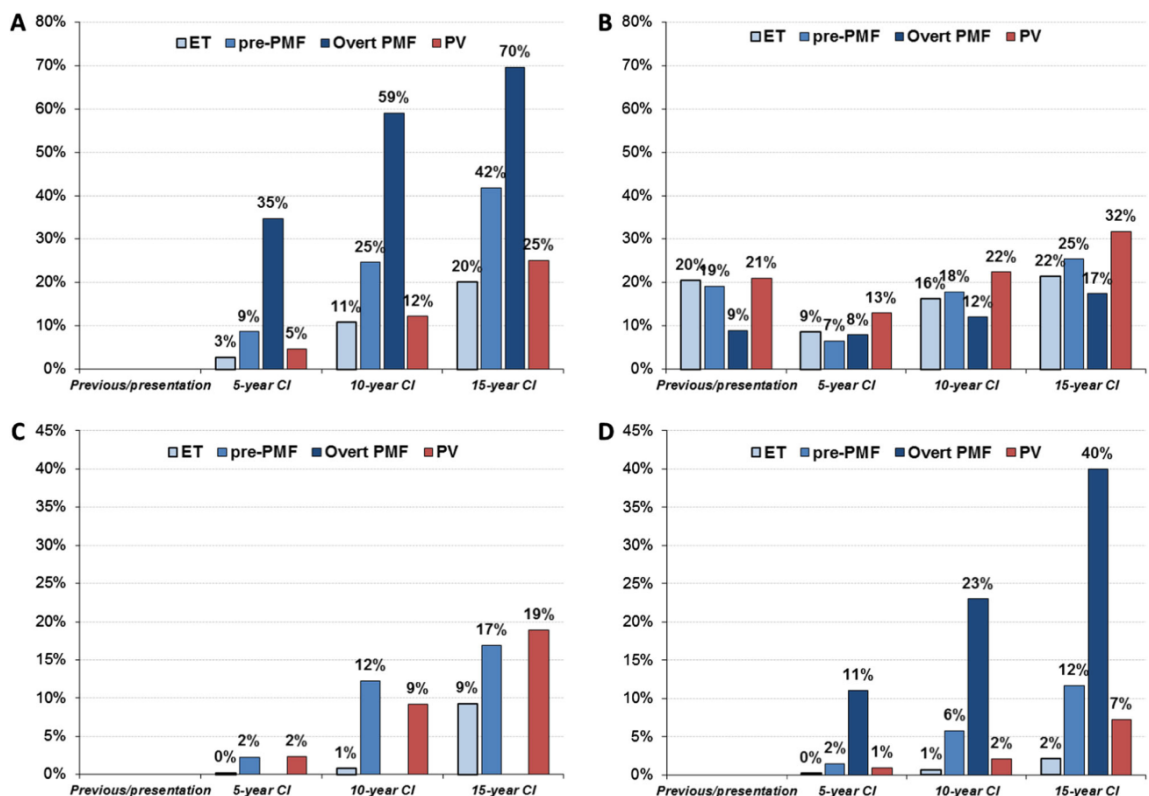 A
80%
70%
60%
50%
40%
30%
20%
10%
0%
ET pre-PMF Overt PMF PV
3% 9% 35% 5%
11% 25% 59% 12%
20% 42% 70% 25%
Previous/presentation 5-year CI 10-year CI 15-year CI
B
80%
70%
60%
50%
40%
30%
20%
10%
0%
ET pre-PMF Overt PMF PV
20% 19% 9% 21%
9% 7% 8% 13%
16% 18% 12% 22%
22% 25% 17% 32%
Previous/presentation 5-year CI 10-year CI 15-year CI
C
45%
40%
35%
30%
25%
20%
15%
10%
5%
0%
ET pre-PMF Overt PMF PV
0% 2% 2%
1% 12% 9%
9% 17% 19%
Previous/presentation 5-year CI 10-year CI 15-year CI
D
45%
40%
35%
30%
25%
20%
15%
10%
5%
0%
ET pre-PMF Overt PMF PV
0% 2% 11% 1%
1% 6% 23% 2%
2% 12% 40% 7%
Previous/presentation 5-year CI 10-year CI 15-year CI